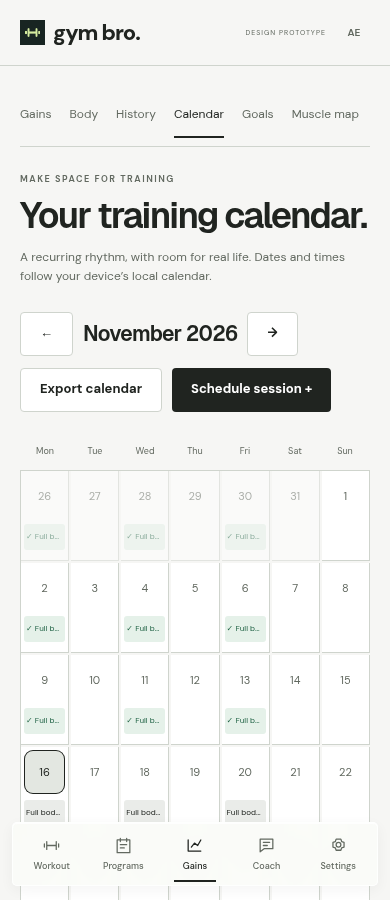 gym bro.
DESIGN PROTOTYPE
AE
Gains Body History Calendar Goals Muscle map
MAKE SPACE FOR TRAINING
Your training calendar.
A recurring rhythm, with room for real life. Dates and times
follow your device’s local calendar.
← November 2026 →
Export calendar Schedule session +
Mon Tue Wed Thu Fri Sat Sun
26 27 28 29 30 31 1
✓ Full b... ✓ Full b... ✓ Full b...
2 3 4 5 6 7 8
✓ Full b... ✓ Full b... ✓ Full b...
9 10 11 12 13 14 15
✓ Full b... ✓ Full b... ✓ Full b...
16 17 18 19 20 21 22
Full bod... Full bod... Full bod...
Workout Programs Gains Coach Settings